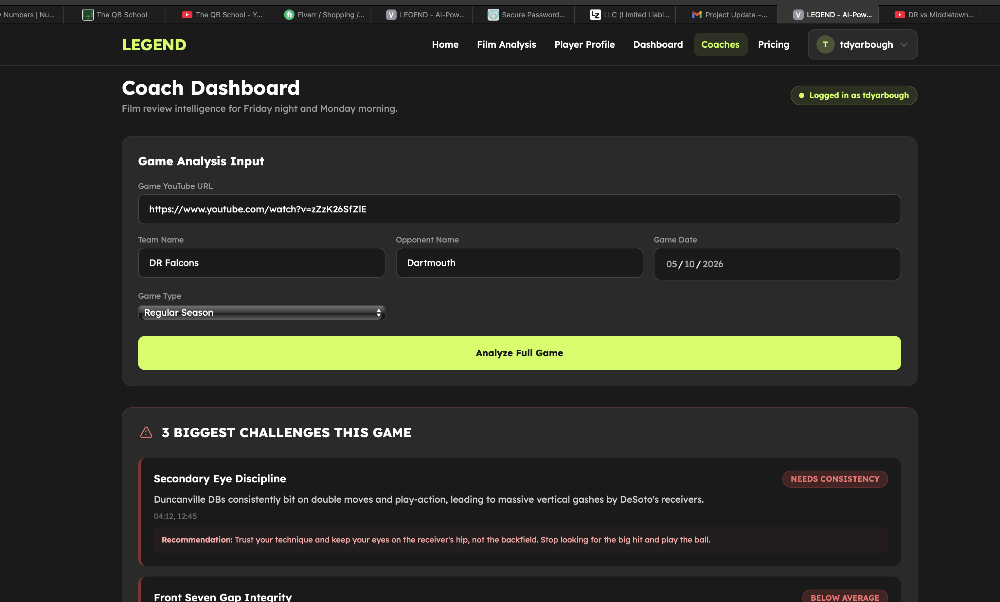 y Numbers | Nu...
The QB School
The QB School - Y...
Fiverr / Shopping /...
V LEGEND - AI-Pow...
Secure Password...
LZ LLC (Limited Liabi...
Project Update –...
V LEGEND - AI-Pow...
DR vs Middletown...
LEGEND
Home
Film Analysis
Player Profile
Dashboard
Coaches
Pricing
T tdyarbough
Coach Dashboard
Logged in as tdyarbough
Film review intelligence for Friday night and Monday morning.
Game Analysis Input
Game YouTube URL
https://www.youtube.com/watch?v=zZzK26SfZlE
Team Name
Opponent Name
Game Date
DR Falcons
Dartmouth
05/10/2026
Game Type
Regular Season
Analyze Full Game
3 BIGGEST CHALLENGES THIS GAME
Secondary Eye Discipline
NEEDS CONSISTENCY
Duncanville DBs consistently bit on double moves and play-action, leading to massive vertical gashes by DeSoto's receivers.
04:12, 12:45
Recommendation: Trust your technique and keep your eyes on the receiver's hip, not the backfield. Stop looking for the big hit and play the ball.
Front Seven Gap Integrity
BELOW AVERAGE